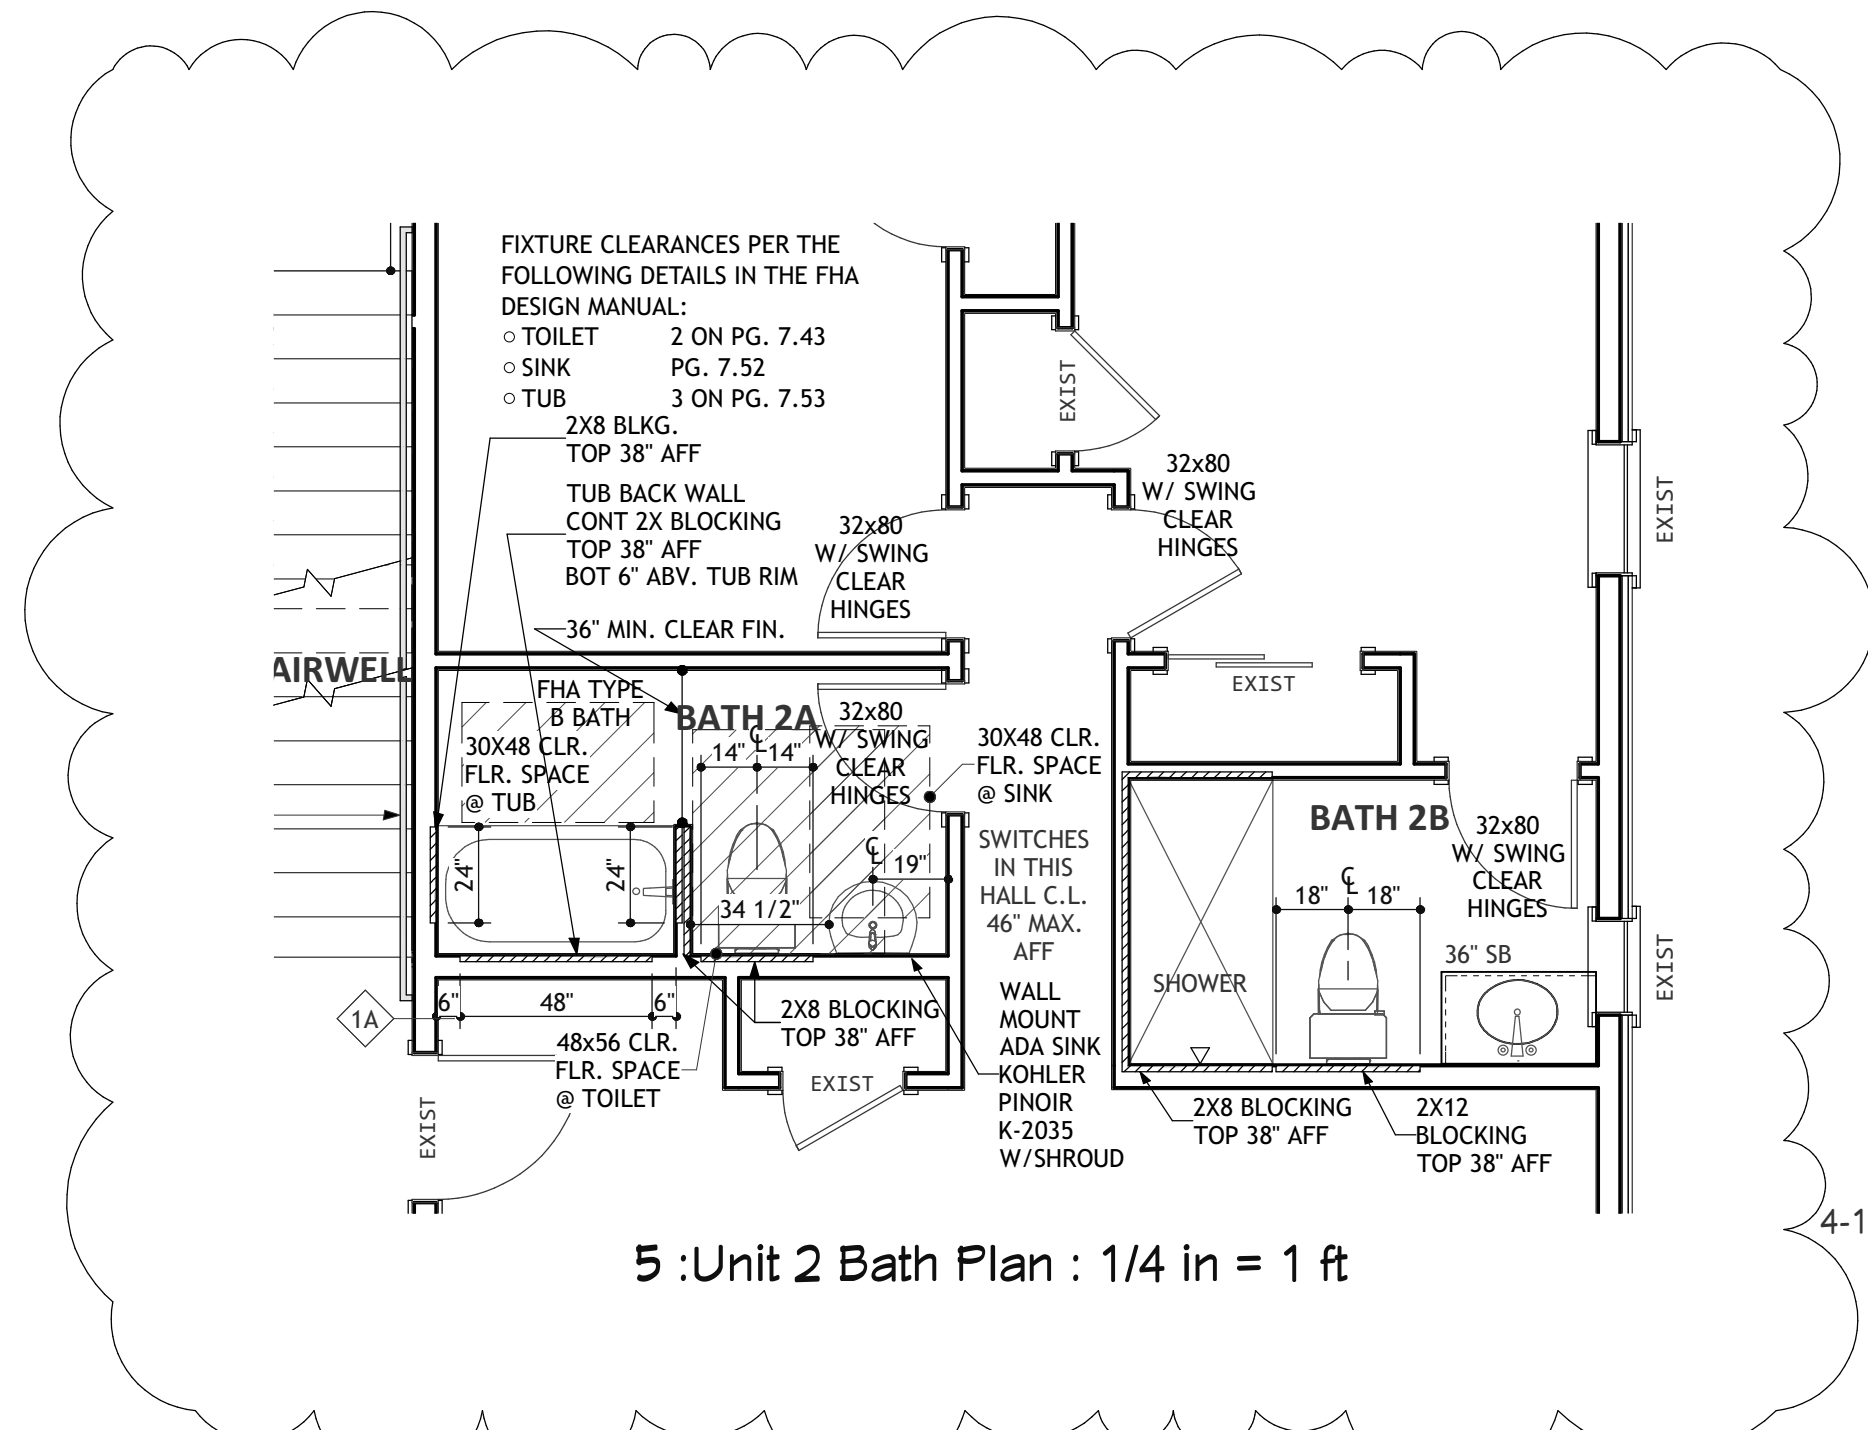 FIXTURE CLEARANCES PER THE
FOLLOWING DETAILS IN THE FHA
DESIGN MANUAL:
○ TOILET 2 ON PG. 7.43
○ SINK PG. 7.52
○ TUB 3 ON PG. 7.53
2X8 BLKG.
TOP 38" AFF
TUB BACK WALL
CONT 2X BLOCKING
TOP 38" AFF
BOT 6" ABV. TUB RIM
36" MIN. CLEAR FIN.
EXIST
32x80
W/ SWING
CLEAR
HINGES
32x80
W/ SWING
CLEAR
HINGES
EXIST
AIRWELL
FHA TYPE
B BATH
BATH 2A
32x80
W/ SWING
CLEAR
HINGES
EXIST
30X48 CLR.
FLR. SPACE
@ TUB
14" ℄ 14"
30X48 CLR.
FLR. SPACE
@ SINK
24"
24"
34 1/2"
℄ 19"
SWITCHES
IN THIS
HALL C.L.
46" MAX.
AFF
BATH 2B
32x80
W/ SWING
CLEAR
HINGES
18" ℄ 18"
36" SB
SHOWER
EXIST
6" 48" 6"
1A
48x56 CLR.
FLR. SPACE
@ TOILET
2X8 BLOCKING
TOP 38" AFF
EXIST
EXIST
WALL
MOUNT
ADA SINK
KOHLER
PINOIR
K-2035
W/SHROUD
2X8 BLOCKING
TOP 38" AFF
2X12
BLOCKING
TOP 38" AFF
4-1
5 :Unit 2 Bath Plan : 1/4 in = 1 ft